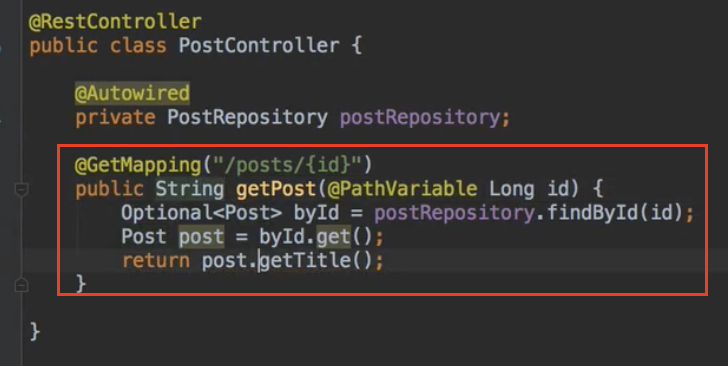 @RestController
public class PostController {
@Autowired
private PostRepository postRepository;
@GetMapping("/posts/{id}")
public String getPost(@PathVariable Long id) {
Optional<Post> byId = postRepository.findById(id);
Post post = byId.get();
return post.getTitle();
}
}